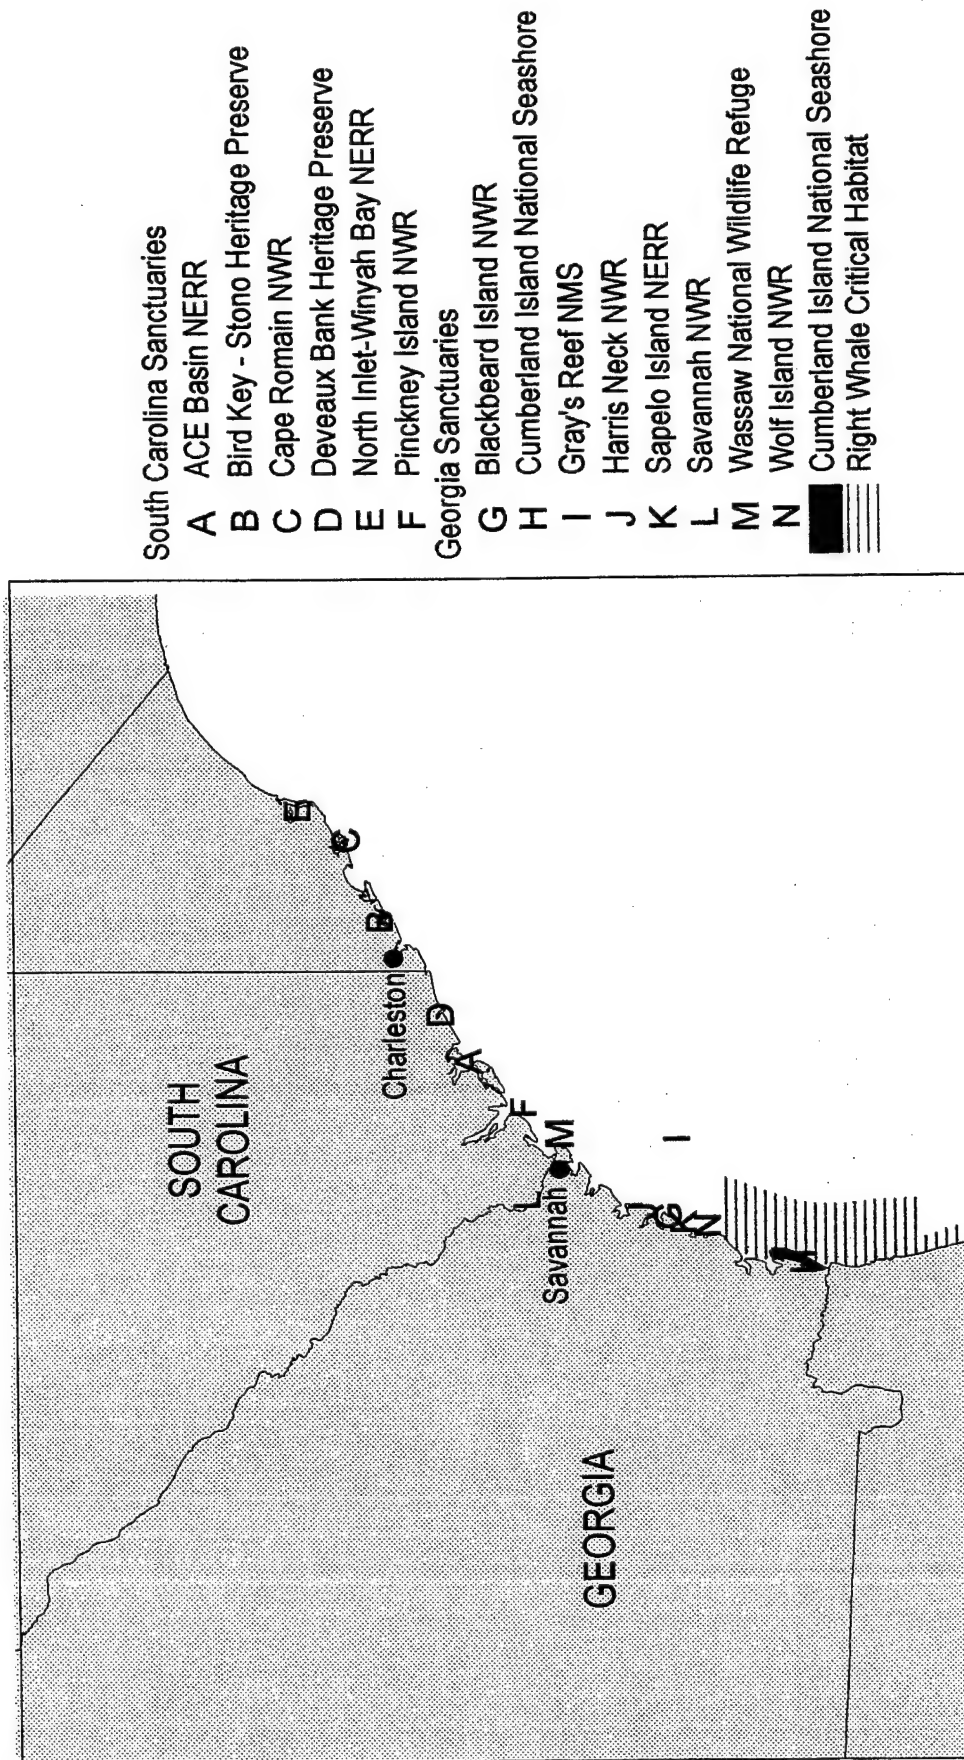 South Carolina Sanctuaries
A ACE Basin NERR
B Bird Key - Stono Heritage Preserve
C Cape Romain NWR
D Deveaux Bank Heritage Preserve
E North Inlet-Winyah Bay NERR
F Pinckney Island NWR
Georgia Sanctuaries
G Blackbeard Island NWR
H Cumberland Island National Seashore
I Gray's Reef NMS
J Harris Neck NWR
K Sapelo Island NERR
L Savannah NWR
M Wassaw National Wildlife Refuge
N Wolf Island NWR
Cumberland Island National Seashore
Right Whale Critical Habitat
SOUTH
CAROLINA
E
C
B
Charleston
D
A
F
M
L
Savannah
I
J
G
K
N
H
GEORGIA